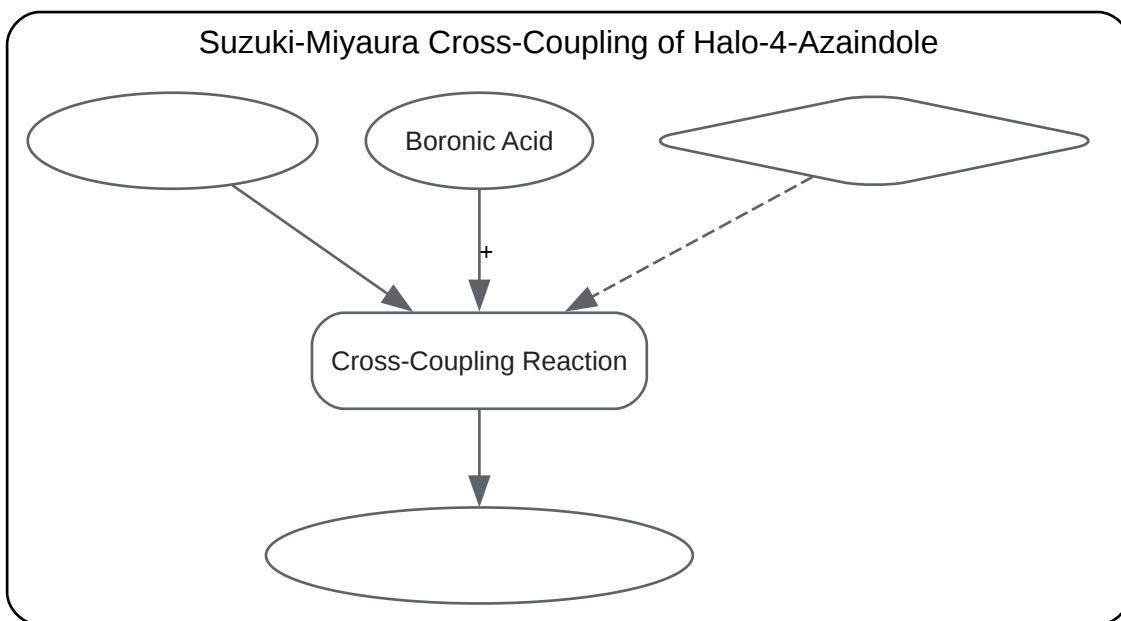 Suzuki-Miyaura Cross-Coupling of Halo-4-Azaindole
Boronic Acid
+
Cross-Coupling Reaction